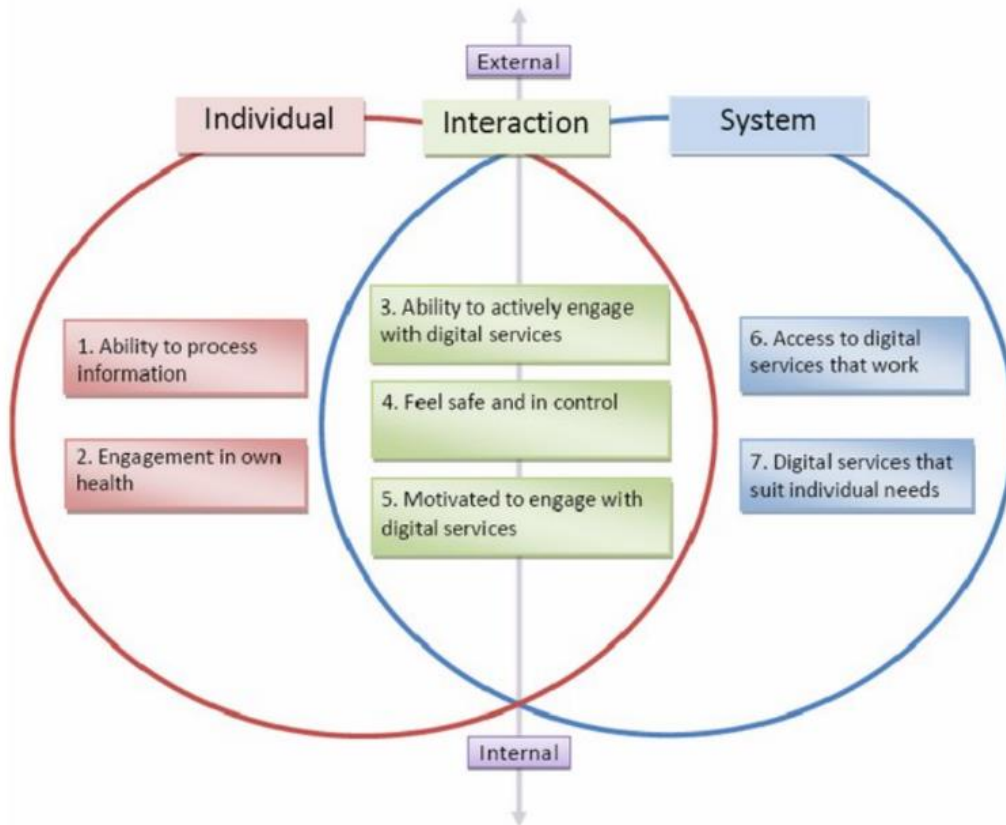 External
Individual
Interaction
System
1. Ability to process
information
2. Engagement in own
health
3. Ability to actively engage
with digital services
4. Feel safe and in control
5. Motivated to engage with
digital services
6. Access to digital
services that work
7. Digital services that
suit individual needs
Internal